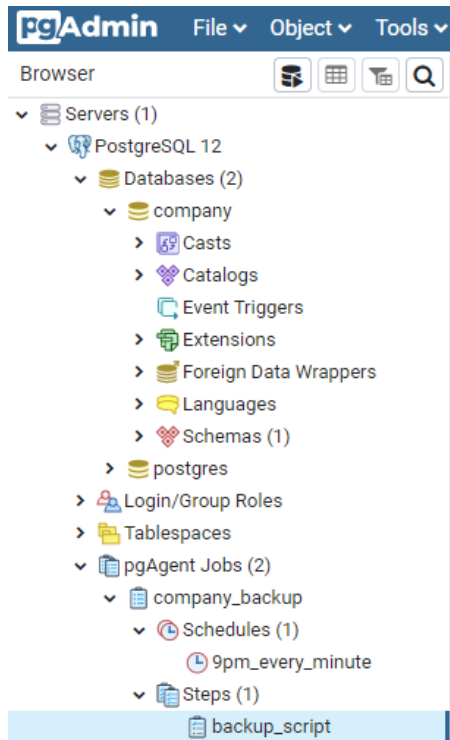 pgAdmin File Object Tools
Browser
Servers (1)
PostgreSQL 12
Databases (2)
company
Casts
Catalogs
Event Triggers
Extensions
Foreign Data Wrappers
Languages
Schemas (1)
postgres
Login/Group Roles
Tablespaces
pgAgent Jobs (2)
company_backup
Schedules (1)
9pm_every_minute
Steps (1)
backup_script